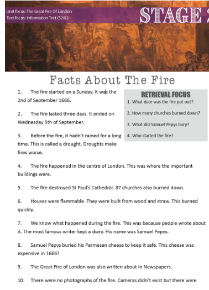 Unit Focus: The Great Fire Of London
Text Focus: Information Text (520L)
STAGE 2
Facts About The Fire
1. The fire started on a Sunday. It was the
2nd of September 1666.
2. The fire lasted three days. It ended on
Wednesday 5th of September.
3. Before the fire, it hadn't rained for a long
time. This is called a drought. Droughts make
fires worse.
RETRIEVAL FOCUS
1. What date was the fire put out?
2. How many churches burned down?
3. What did Samuel Pepys bury?
4. Who started the fire?
4. The fire happened in the centre of London. This was where the important
buildings were.
5. The fire destroyed St Paul's Cathedral. 87 churches also burned down.
6. Houses were flammable. They were built from wood and straw. This burned
quickly.
7. We know what happened during the fire. This was because people wrote about
it. The most famous writer kept a diary. His name was Samuel Pepys.
8. Samuel Pepys buried his Parmesan cheese to keep it safe. This cheese was
expensive in 1666!
9. The Great Fire of London was also written about in Newspapers.
10. There were no photographs of the fire. Cameras didn't exist but there were